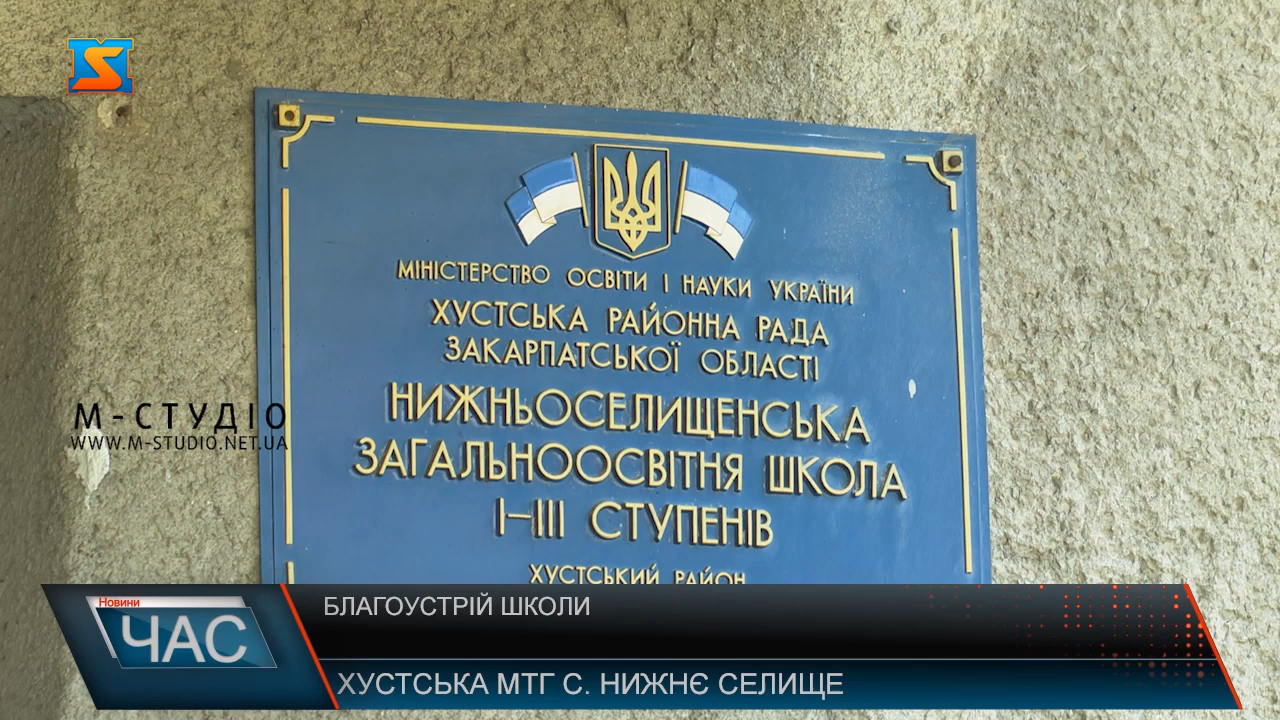 МІНІСТЕРСТВО ОСВІТИ І НАУКИ УКРАЇНИ
ХУСТСЬКА РАЙОННА РАДА
ЗАКАРПАТСЬКОЇ ОБЛАСТІ
НИЖНЬОСЕЛИЩЕНСЬКА
ЗАГАЛЬНООСВІТНЯ ШКОЛА
І–ІІІ СТУПЕНІВ
ХУСТСЬКИЙ РАЙОН
М-СТУДІО
WWW.M-STUDIO.NET.UA
Новини
ЧАС
БЛАГОУСТРІЙ ШКОЛИ
ХУСТСЬКА МТГ С. НИЖНЄ СЕЛИЩЕ